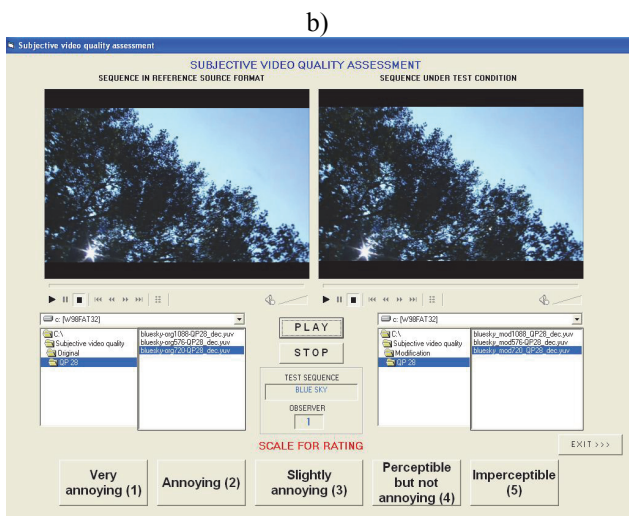 b)
Subjective video quality assessment
SUBJECTIVE VIDEO QUALITY ASSESSMENT
SEQUENCE IN REFERENCE SOURCE FORMAT
SEQUENCE UNDER TEST CONDITION
c: [W98FAT32]
C:\
Subjective video quality
Original
QP 28
bluesky-org1088-QP28_dec.yuv
bluesky-org576-QP28_dec.yuv
bluesky-org720-QP28_dec.yuv
PLAY
STOP
TEST SEQUENCE
BLUE SKY
OBSERVER
1
c: [W98FAT32]
C:\
Subjective video quality
Modification
QP 28
bluesky_mod1088_QP28_dec.yuv
bluesky_mod576-QP28_dec.yuv
bluesky_mod720_QP28_dec.yuv
SCALE FOR RATING
EXIT >>>
Very
annoying (1)
Annoying (2)
Slightly
annoying (3)
Perceptible
but not
annoying (4)
Imperceptible
(5)